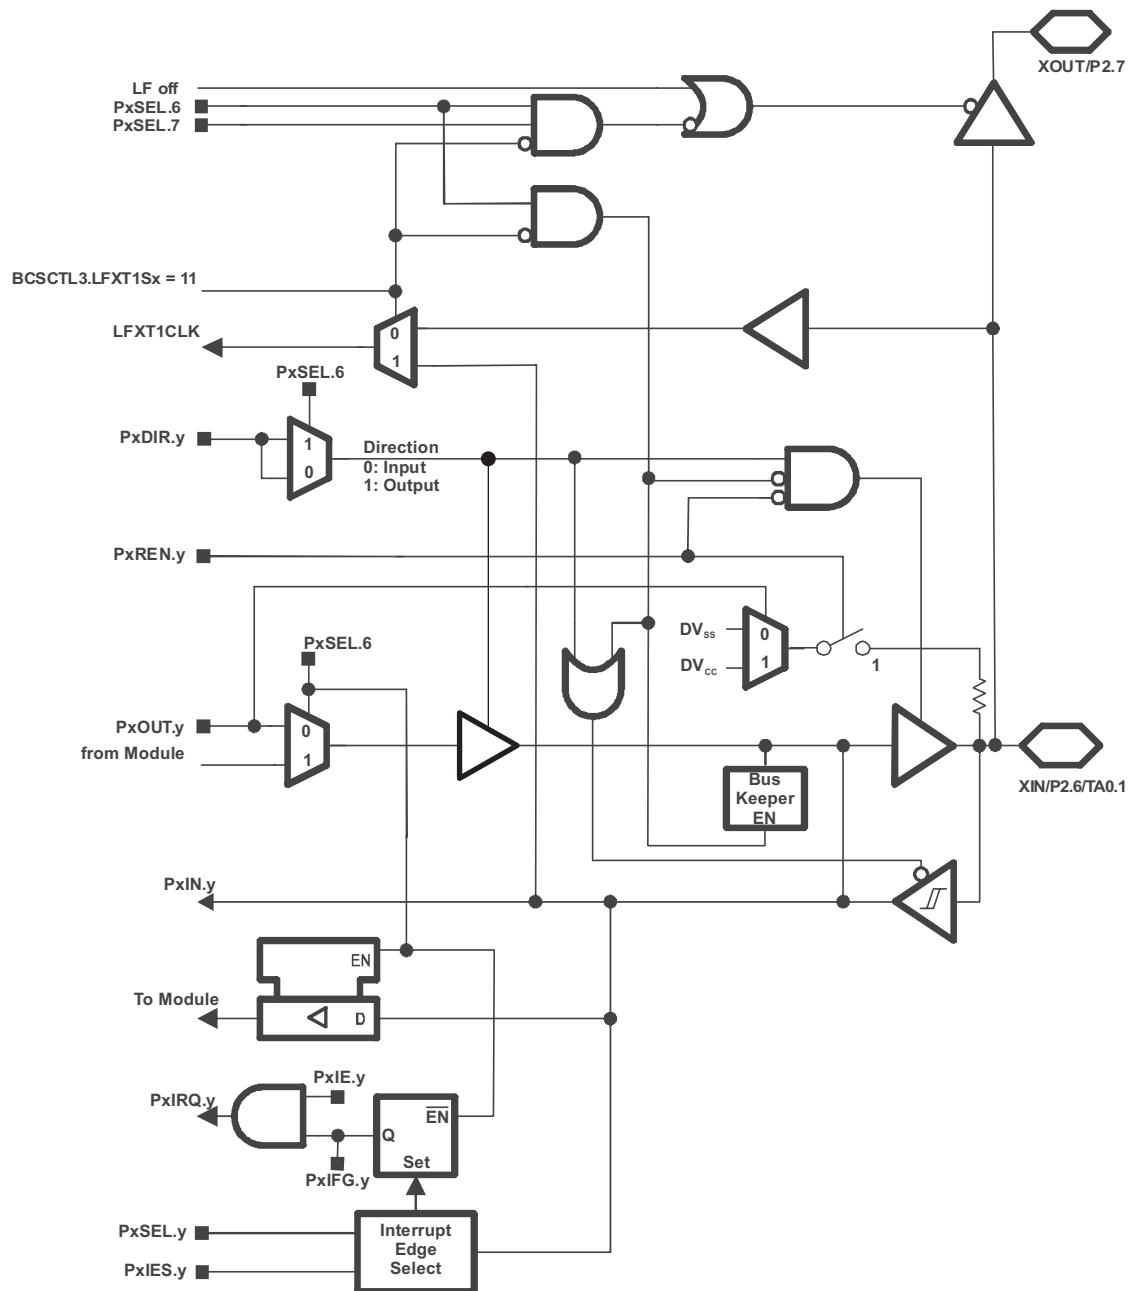 XOUT/P2.7
LF off
PxSEL.6
PxSEL.7
BCSCTL3.LFXT1Sx = 11
LFXT1CLK
0
1
PxSEL.6
PxDIR.y
1
0
Direction
0: Input
1: Output
PxREN.y
DVss
0
DVcc
1
1
PxSEL.6
PxOUT.y
0
from Module
1
Bus
Keeper
EN
XIN/P2.6/TA0.1
PxIN.y
EN
To Module
D
PxIE.y
PxIRQ.y
EN
Q
Set
PxIFG.y
PxSEL.y
Interrupt
Edge
Select
PxIES.y